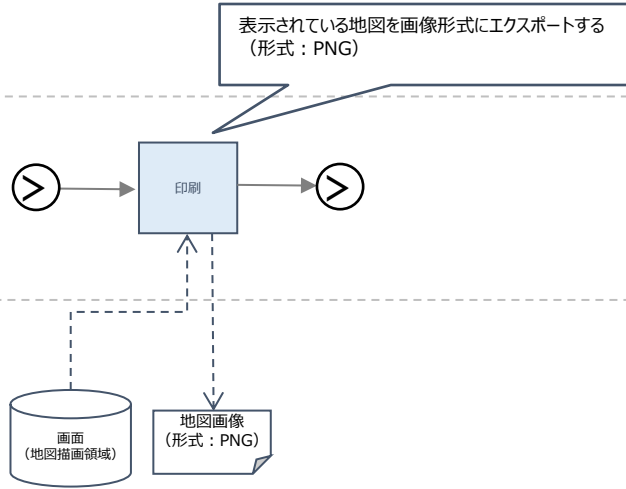 表示されている地図を画像形式にエクスポートする
（形式：PNG）
印刷
画面
（地図描画領域）
地図画像
（形式：PNG）